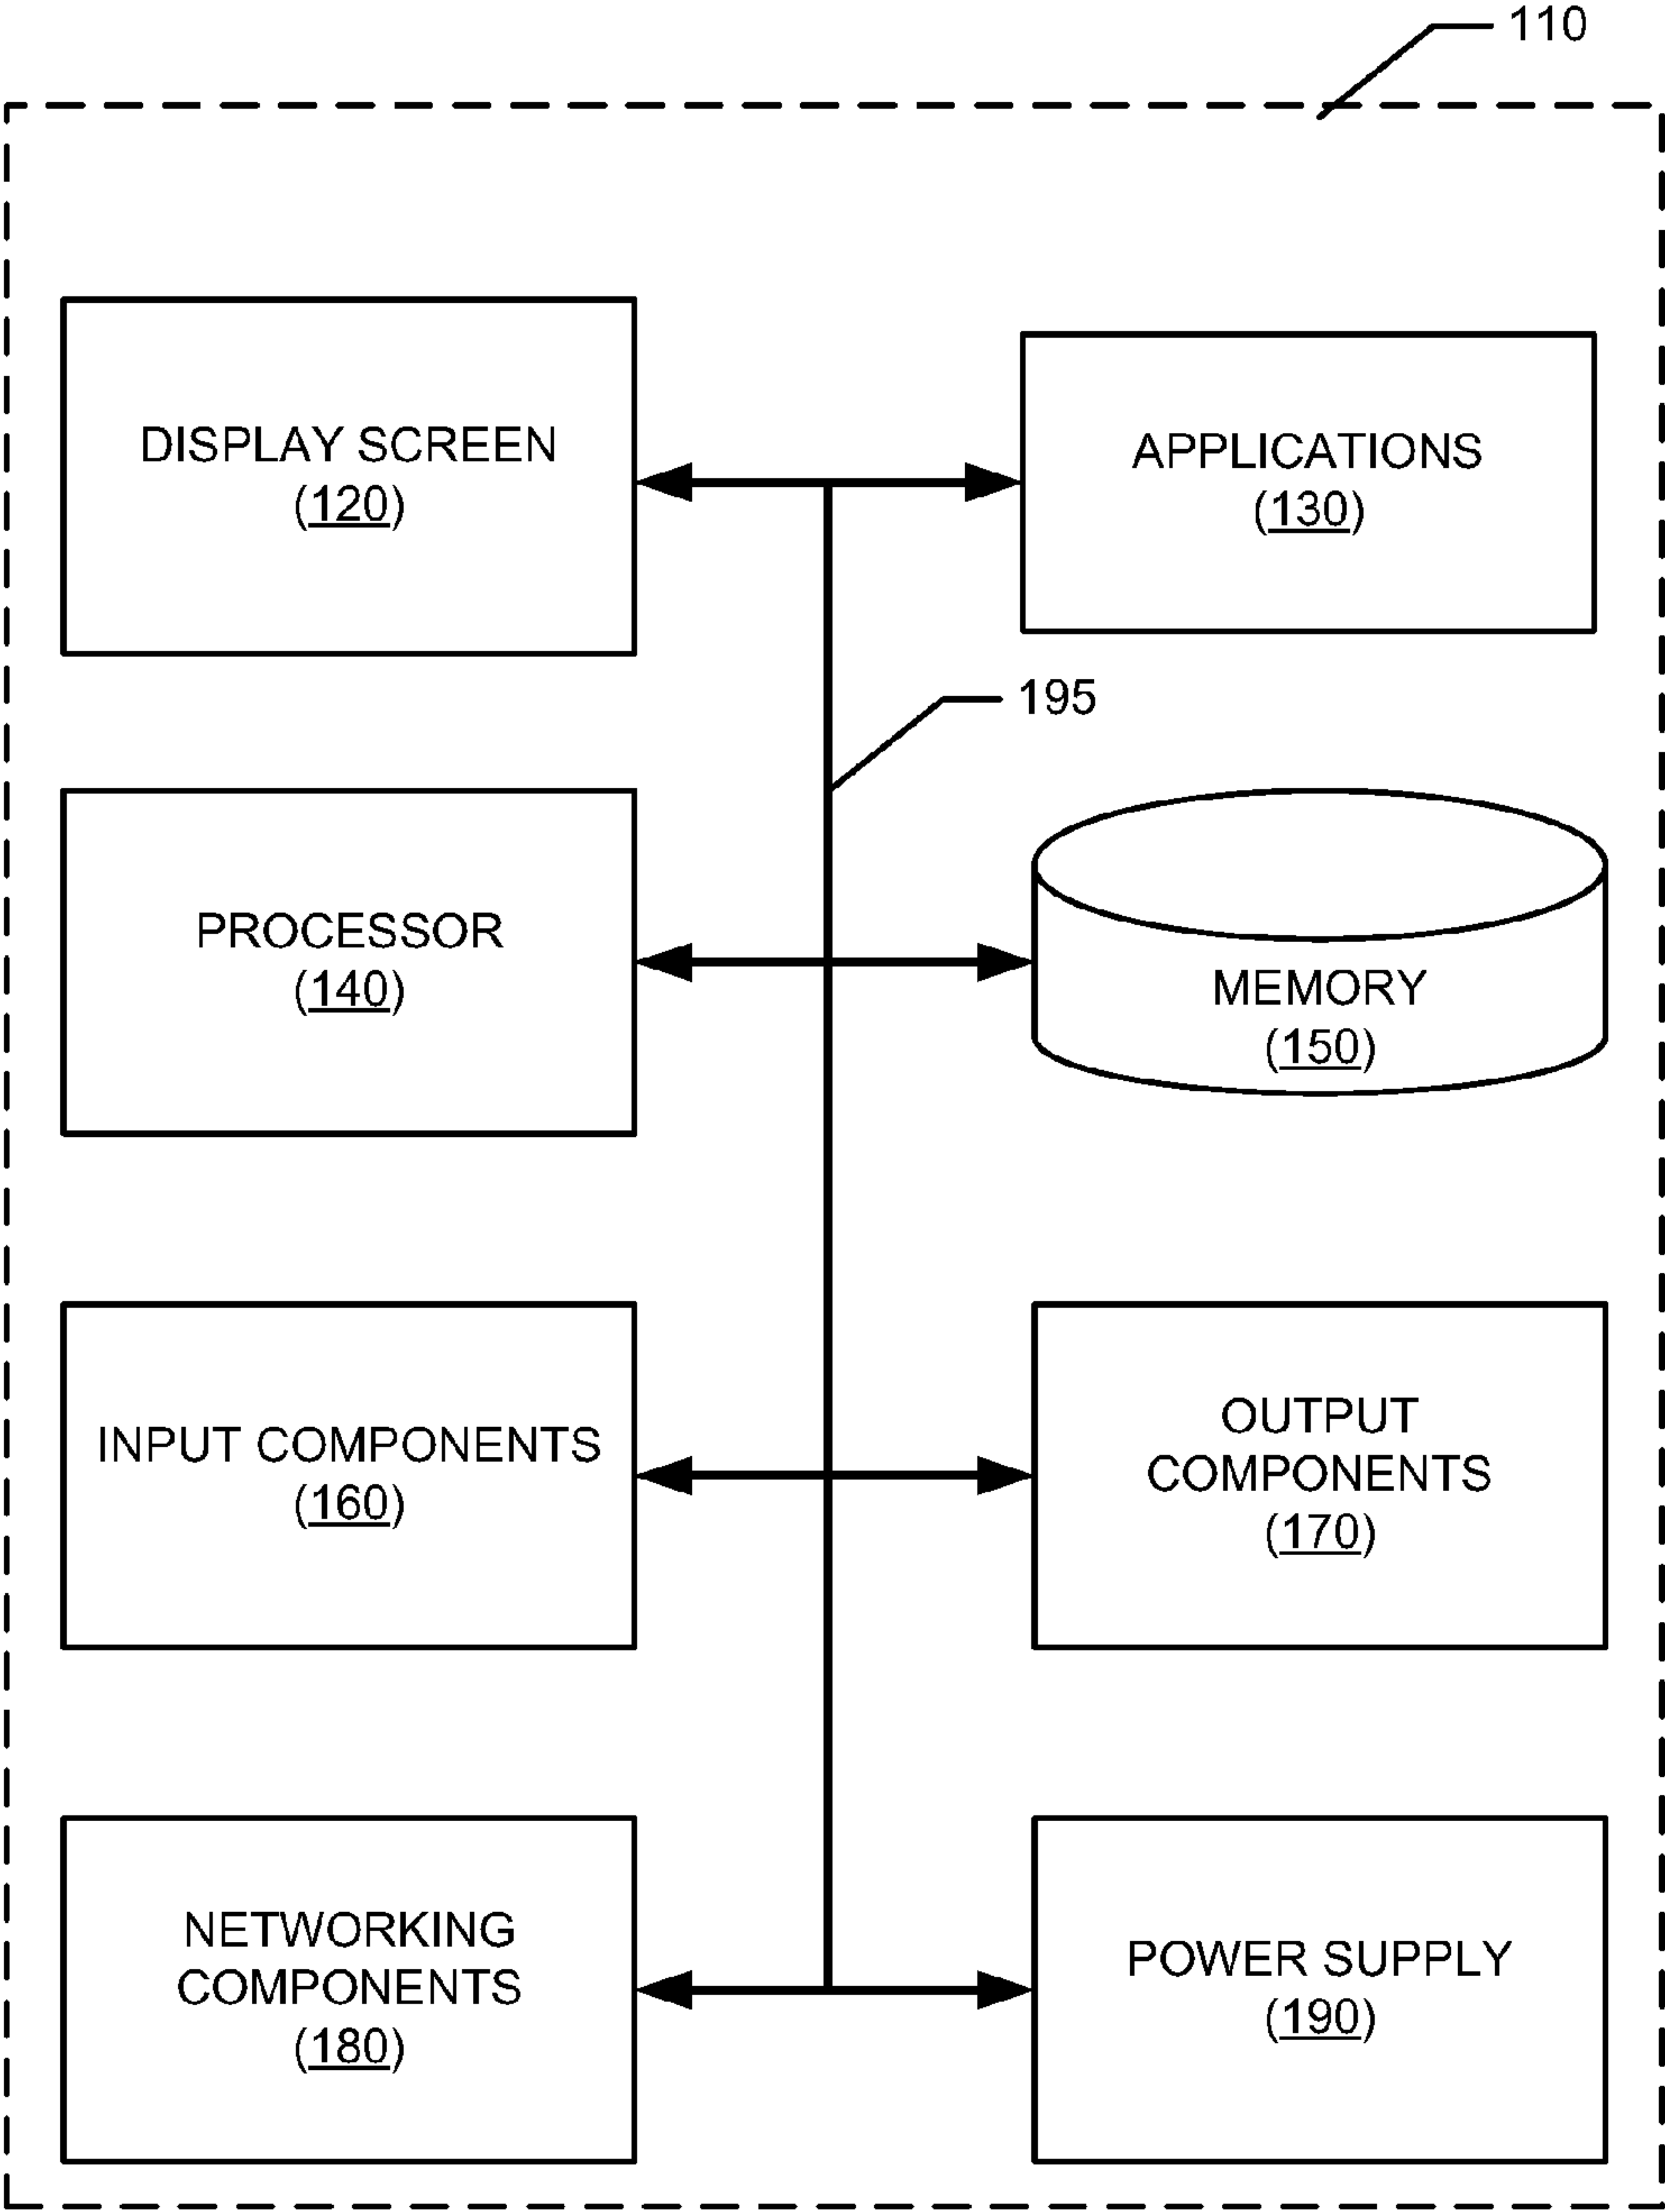 110
DISPLAY SCREEN
(120)
APPLICATIONS
(130)
195
PROCESSOR
(140)
MEMORY
(150)
INPUT COMPONENTS
(160)
OUTPUT
COMPONENTS
(170)
NETWORKING
COMPONENTS
(180)
POWER SUPPLY
(190)